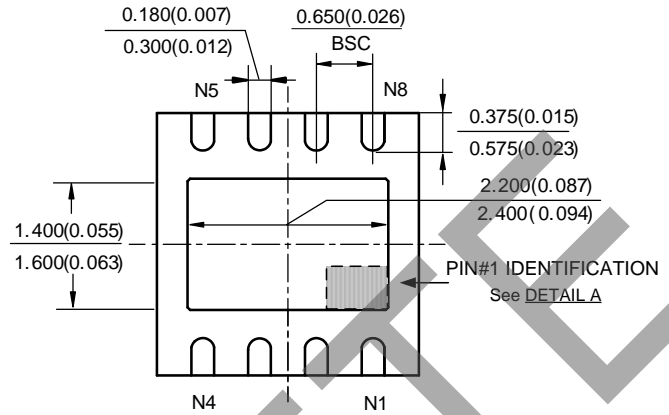 0.180(0.007)
0.300(0.012)
0.650(0.026)
BSC
N5
N8
0.375(0.015)
0.575(0.023)
2.200(0.087)
2.400(0.094)
1.400(0.055)
1.600(0.063)
PIN#1 IDENTIFICATION
See DETAIL A
N4
N1